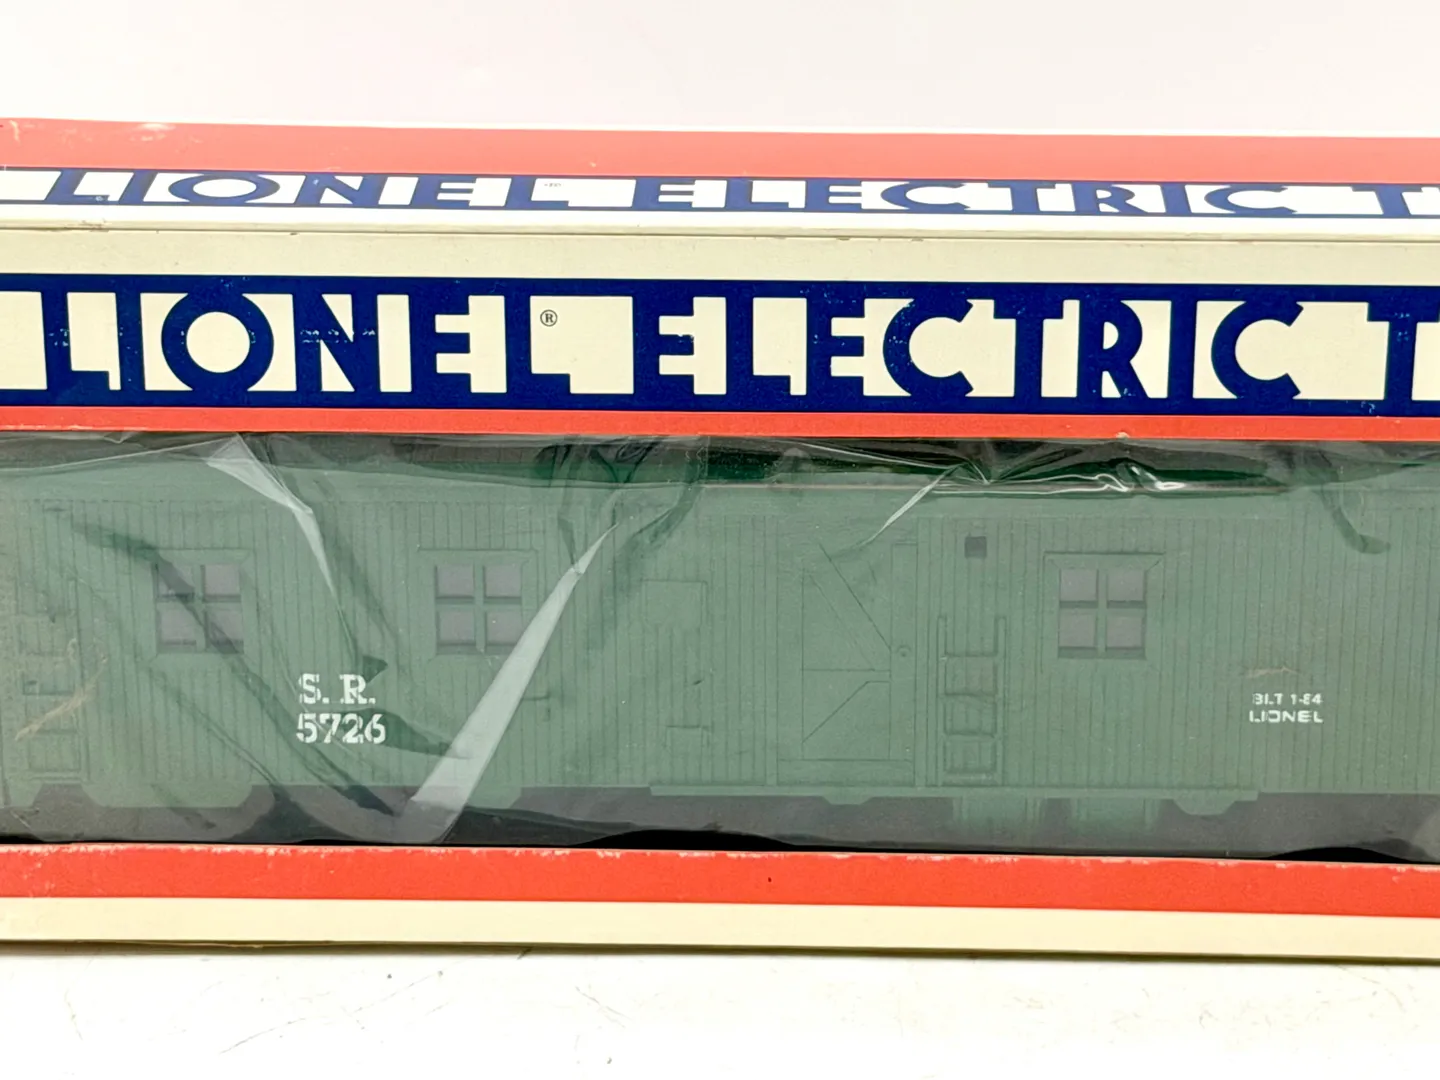 LIONEL® ELECTRIC T
LIONEL® ELECTRIC T
S. R.
5726
BLT 1-84
LIONEL